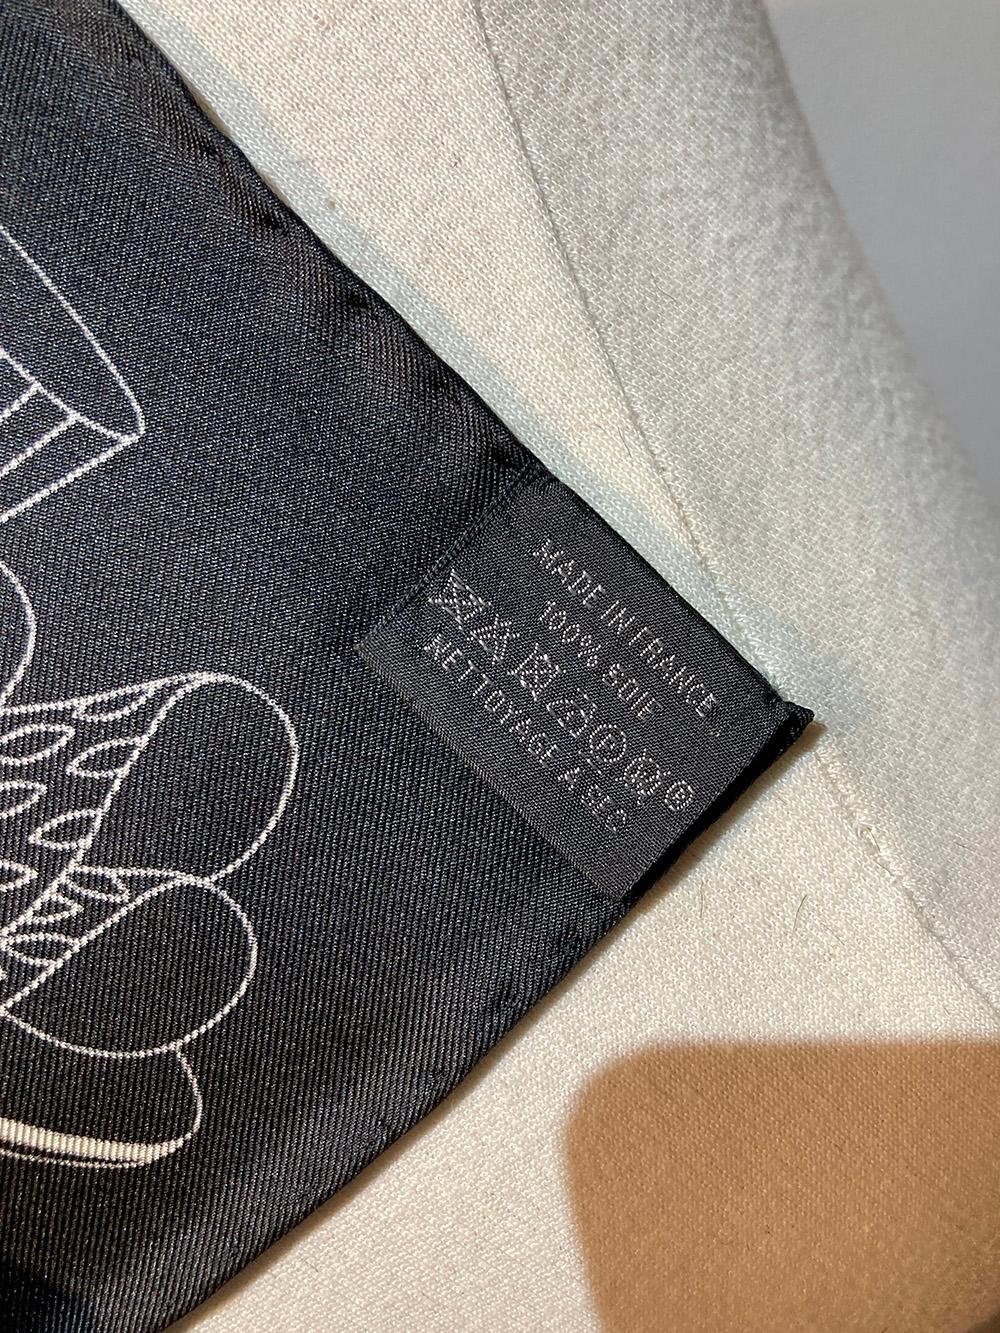 MADE IN FRANCE
100% SOIE
P W ®
NETTOYAGE A SEC